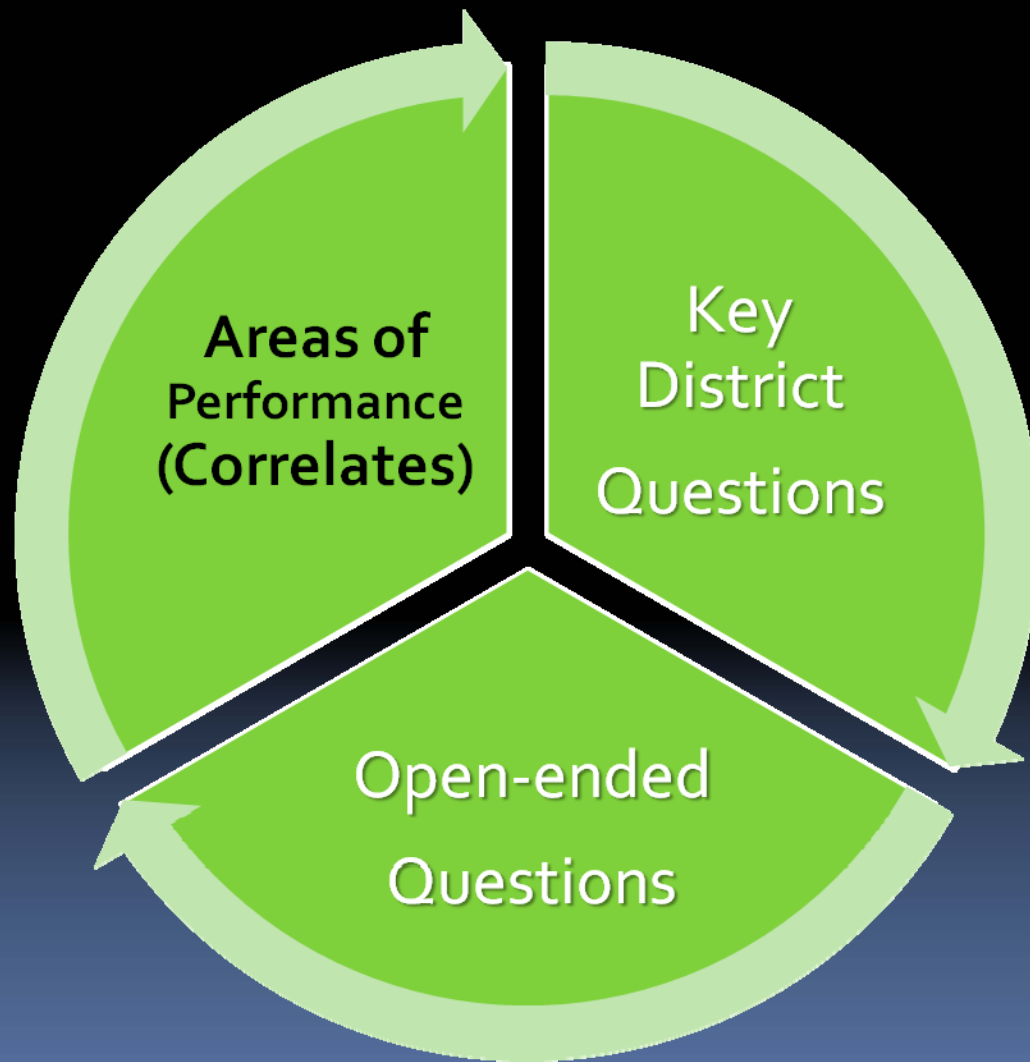 Areas of
Performance
(Correlates)
Key
District
Questions
Open-ended
Questions